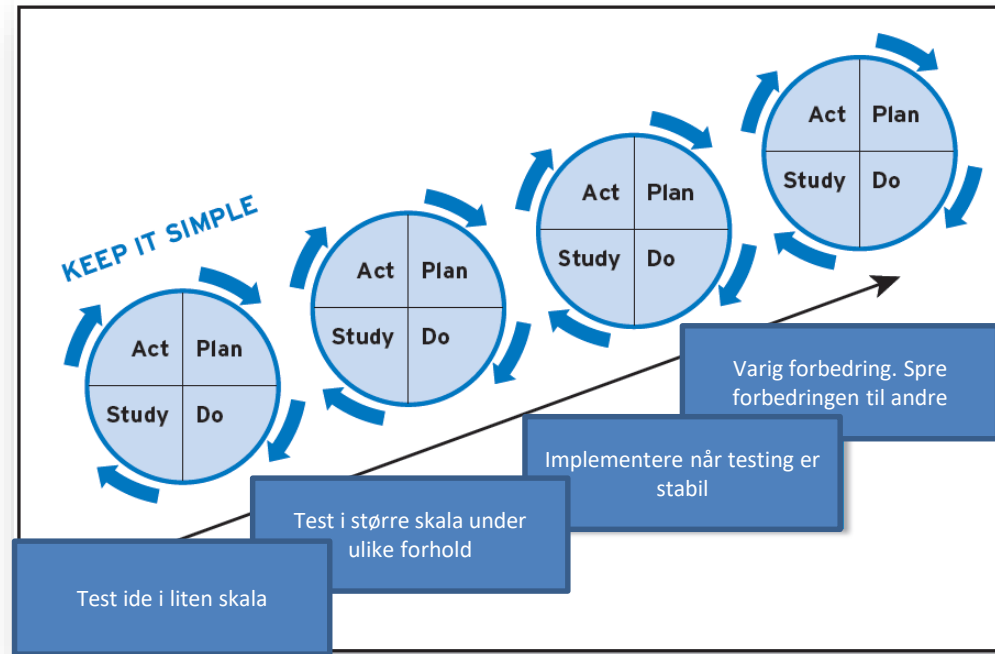 KEEP IT SIMPLE
Act Plan
Study Do
Act Plan
Study Do
Act Plan
Study Do
Act Plan
Study Do
Test ide i liten skala
Test i større skala under
ulike forhold
Implementere når testing er
stabil
Varig forbedring. Spre
forbedringen til andre